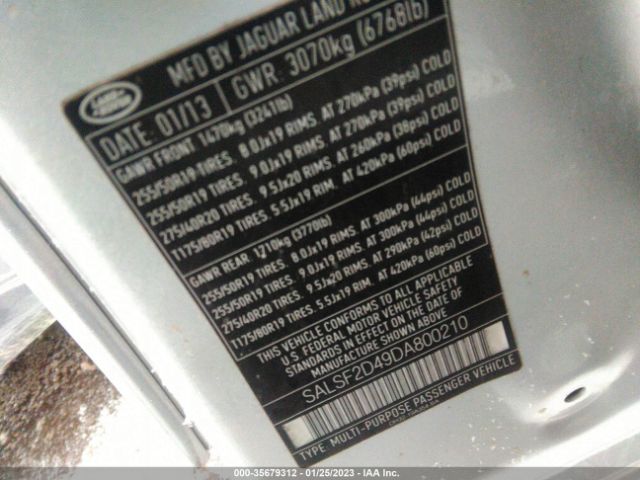 LAND ROVER
MFD BY JAGUAR LAND
DATE: 01/13 GWR: 3070kg (6768lb)
GAWR FRONT 1470kg (3241lb)
255/50R19 TIRES. 8.0Jx19 RIMS. AT 270kPa (39psi) COLD
255/50R19 TIRES. 9.0Jx19 RIMS. AT 270kPa (39psi) COLD
275/40R20 TIRES. 9.5Jx20 RIMS. AT 260kPa (38psi) COLD
T175/80R19 TIRES. 5.5Jx19 RIM. AT 420kPa (60psi) COLD
GAWR REAR 1710kg (3770lb)
255/50R19 TIRES. 8.0Jx19 RIMS. AT 300kPa (44psi) COLD
255/50R19 TIRES. 9.0Jx19 RIMS. AT 300kPa (44psi) COLD
275/40R20 TIRES. 9.5Jx20 RIMS. AT 290kPa (42psi) COLD
T175/80R19 TIRES. 5.5Jx19 RIM. AT 420kPa (60psi) COLD
THIS VEHICLE CONFORMS TO ALL APPLICABLE
U.S. FEDERAL MOTOR VEHICLE SAFETY
STANDARDS IN EFFECT ON THE DATE OF
MANUFACTURE SHOWN ABOVE.
SALSF2D49DA800210
TYPE: MULTI-PURPOSE PASSENGER VEHICLE
000-35679312 - 01/25/2023 - IAA Inc.